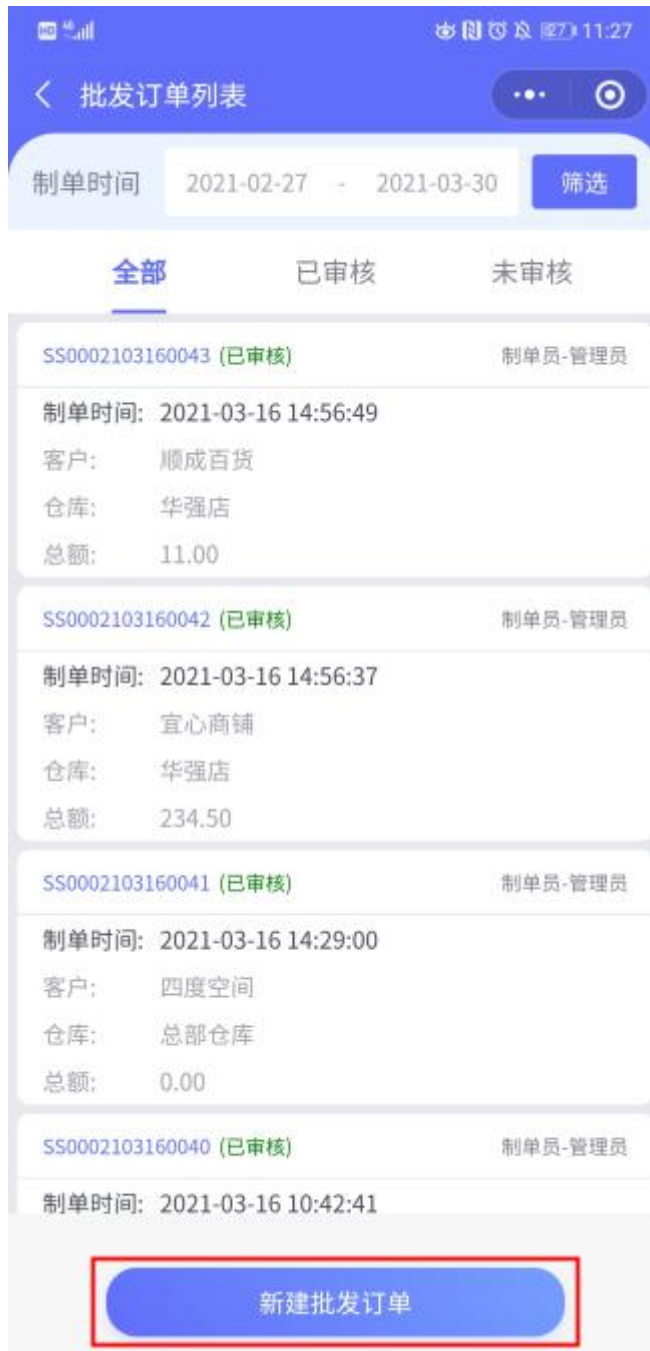 HD 4G 27 11:27
批发订单列表
制单时间 2021-02-27 - 2021-03-30 筛选
全部 已审核 未审核
SS0002103160043 (已审核) 制单员-管理员
制单时间: 2021-03-16 14:56:49
客户: 顺成百货
仓库: 华强店
总额: 11.00
SS0002103160042 (已审核) 制单员-管理员
制单时间: 2021-03-16 14:56:37
客户: 宜心商铺
仓库: 华强店
总额: 234.50
SS0002103160041 (已审核) 制单员-管理员
制单时间: 2021-03-16 14:29:00
客户: 四度空间
仓库: 总部仓库
总额: 0.00
SS0002103160040 (已审核) 制单员-管理员
制单时间: 2021-03-16 10:42:41
新建批发订单